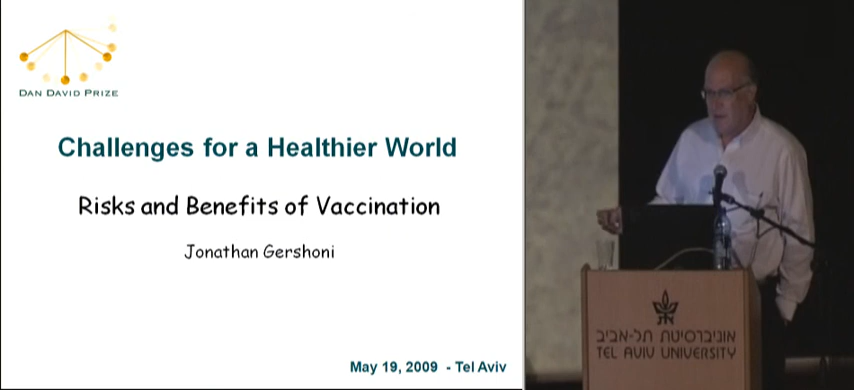 DAN DAVID PRIZE
Challenges for a Healthier World
Risks and Benefits of Vaccination
Jonathan Gershoni
May 19, 2009 - Tel Aviv
אוניברסיטת תל-אביב
TEL AVIV UNIVERSITY